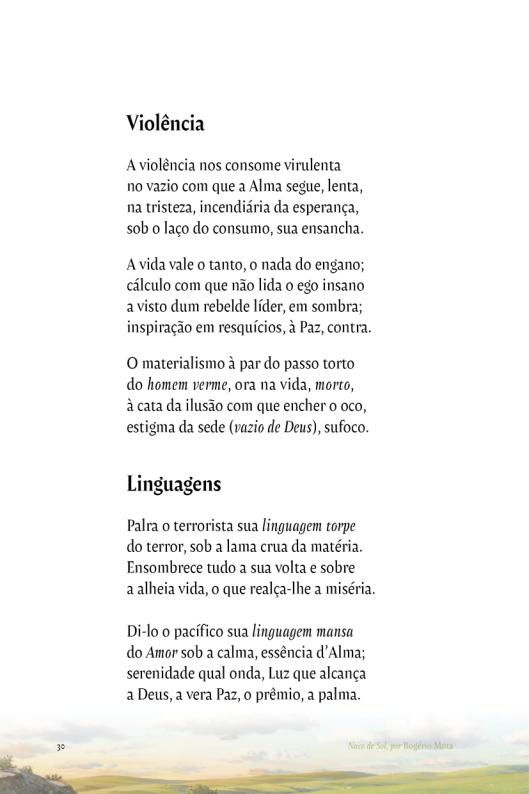 Violência
A violência nos consome virulenta
no vazio com que a Alma segue, lenta,
na tristeza, incendiária da esperança,
sob o laço do consumo, sua ensancha.
A vida vale o tanto, o nada do engano;
cálculo com que não lida o ego insano
a visto dum rebelde líder, em sombra;
inspiração em resquícios, à Paz, contra.
O materialismo à par do passo torto
do homem verme, ora na vida, morto,
à cata da ilusão com que encher o oco,
estigma da sede (vazio de Deus), sufoco.
Linguagens
Palra o terrorista sua linguagem torpe
do terror, sob a lama crua da matéria.
Ensombrece tudo a sua volta e sobre
a alheia vida, o que realça-lhe a miséria.
Di-lo o pacífico sua linguagem mansa
do Amor sob a calma, essência d'Alma;
serenidade qual onda, Luz que alcança
a Deus, a vera Paz, o prêmio, a palma.
30
Naco de Sol, por Rogério Mota